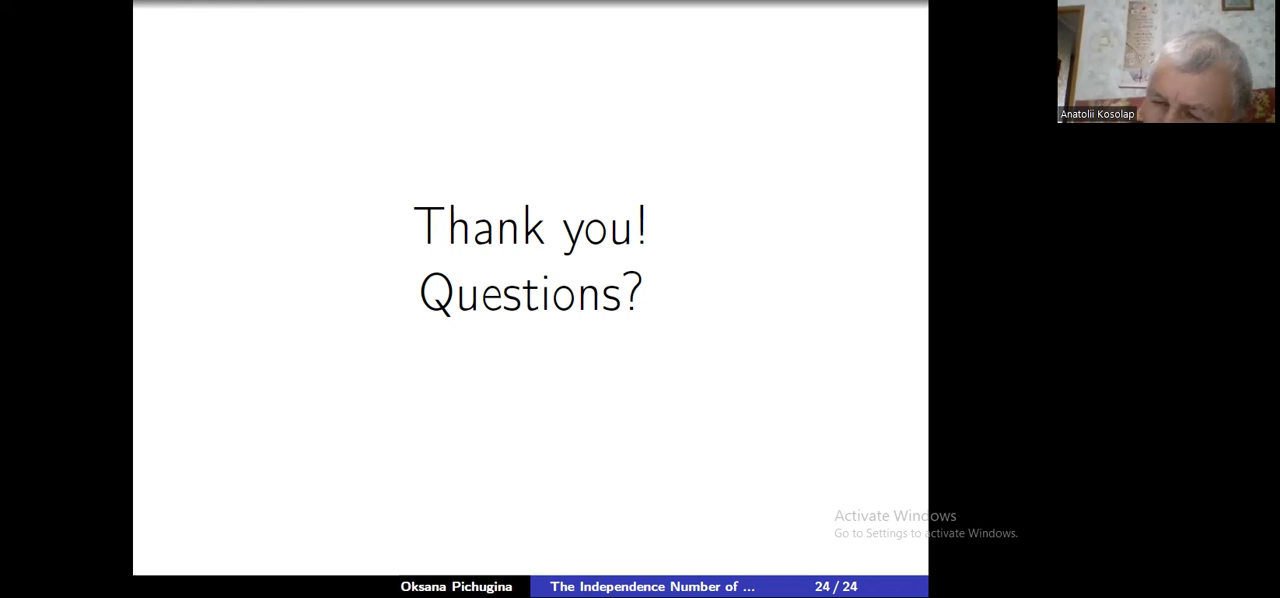 Thank you!
Questions?
Anatolii Kosolap
Activate Windows
Go to Settings to activate Windows.
Oksana Pichugina
The Independence Number of ...
24 / 24